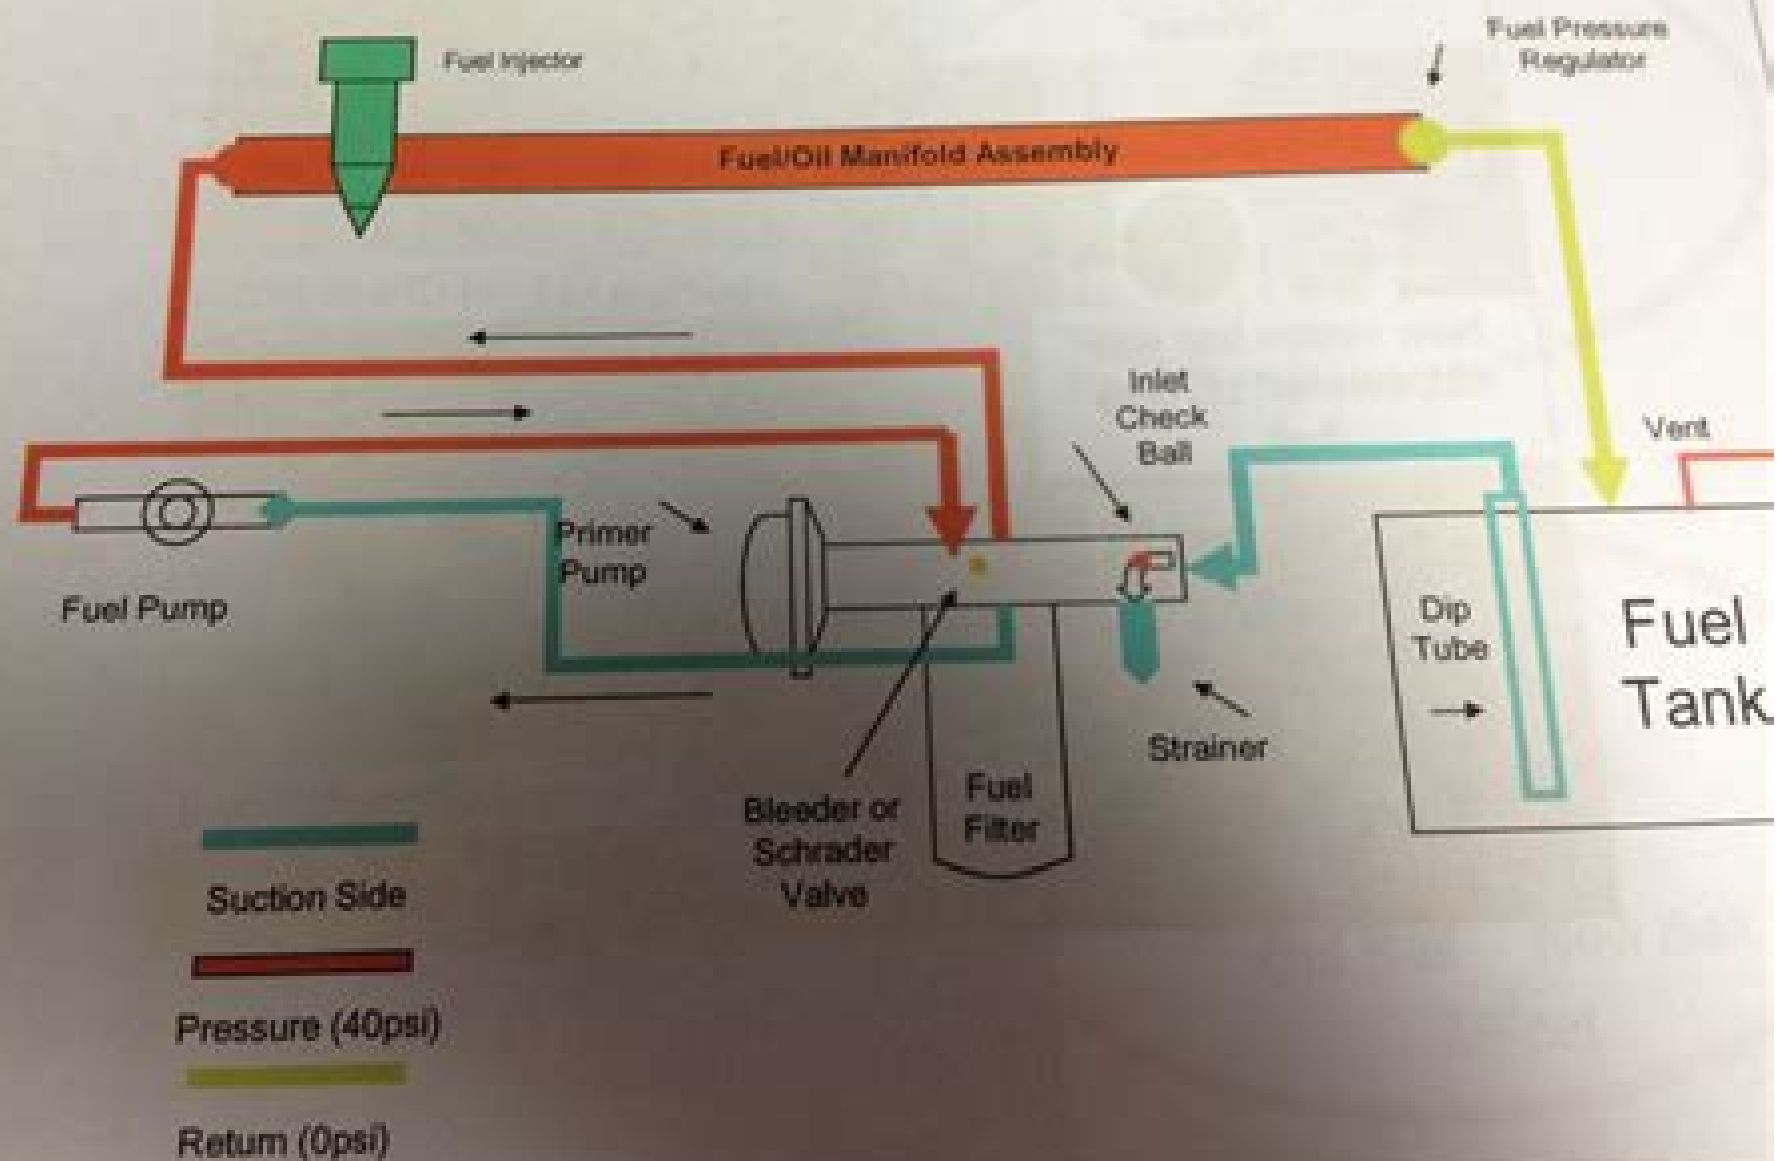 Fuel Injector
Fuel Pressure
Regulator
Fuel/Oil Manifold Assembly
Inlet
Check
Ball
Vent
Primer
Pump
Fuel Pump
Dip
Tube
Fuel
Tank
Strainer
Bleeder or
Schrader
Valve
Fuel
Filter
Suction Side
Pressure (40psi)
Return (0psi)